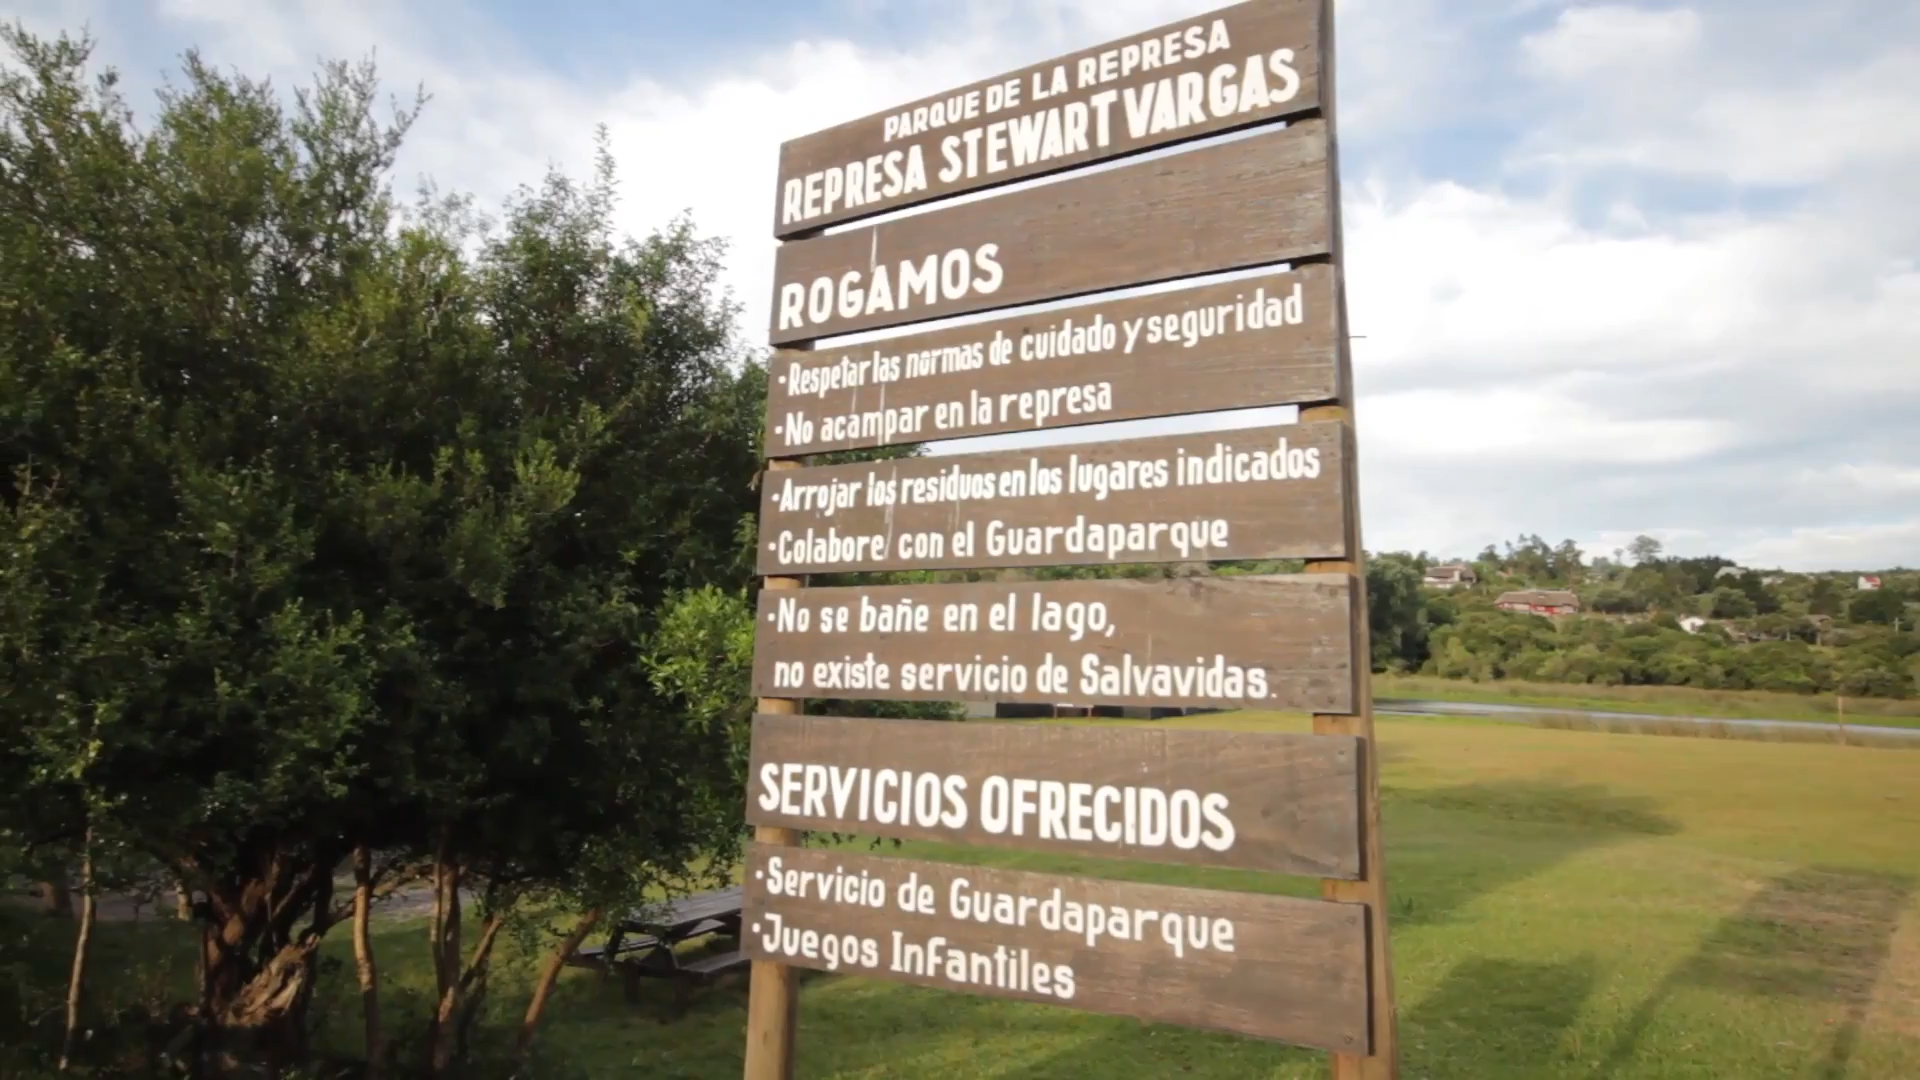 PARQUE DE LA REPRESA
REPRESA STEWART VARGAS
ROGAMOS
·Respetar las normas de cuidado y seguridad
·No acampar en la represa
·Arrojar los residuos en los lugares indicados
·Colabore con el Guardaparque
·No se bañe en el lago,
no existe servicio de Salvavidas.
SERVICIOS OFRECIDOS
·Servicio de Guardaparque
·Juegos Infantiles